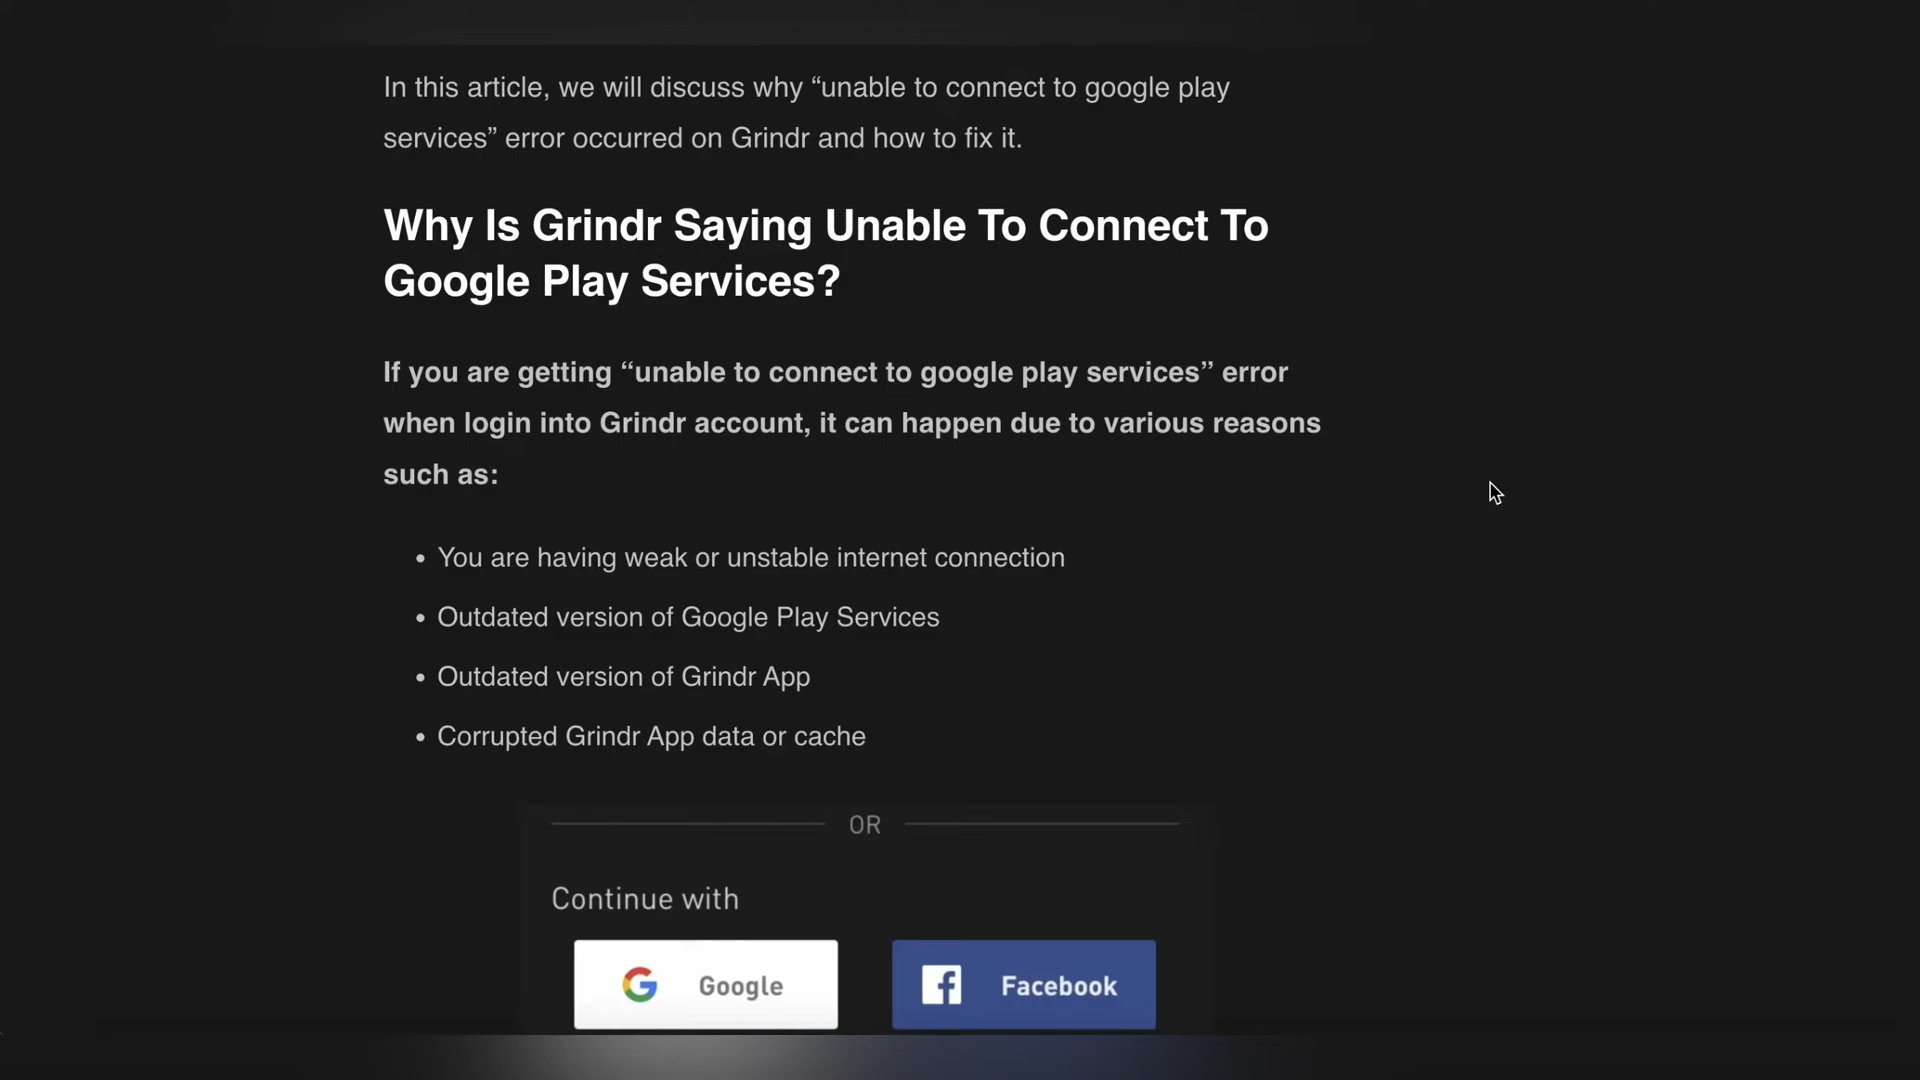 In this article, we will discuss why “unable to connect to google play
services” error occurred on Grindr and how to fix it.
Why Is Grindr Saying Unable To Connect To
Google Play Services?
If you are getting “unable to connect to google play services” error
when login into Grindr account, it can happen due to various reasons
such as:
• You are having weak or unstable internet connection
• Outdated version of Google Play Services
• Outdated version of Grindr App
• Corrupted Grindr App data or cache
OR
Continue with
Google
Facebook